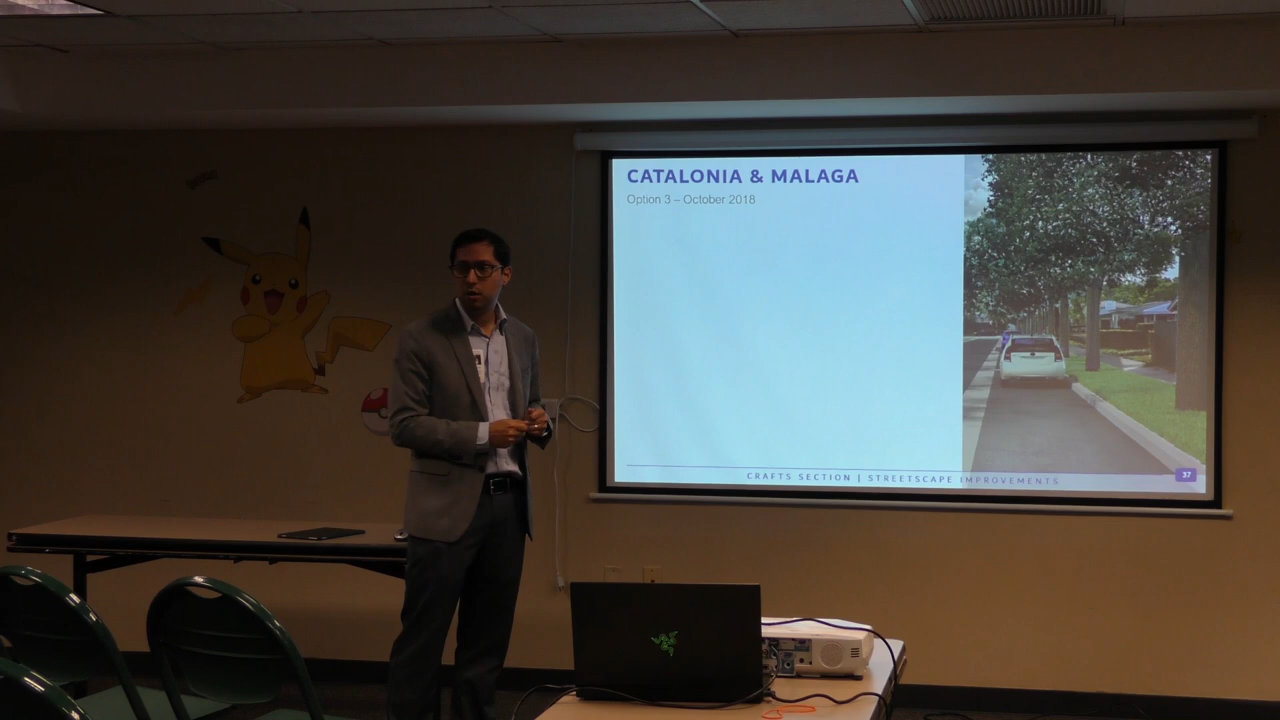 CATALONIA & MALAGA
Option 3 – October 2018
CRAFTS SECTION | STREETSCAPE IMPROVEMENTS
37